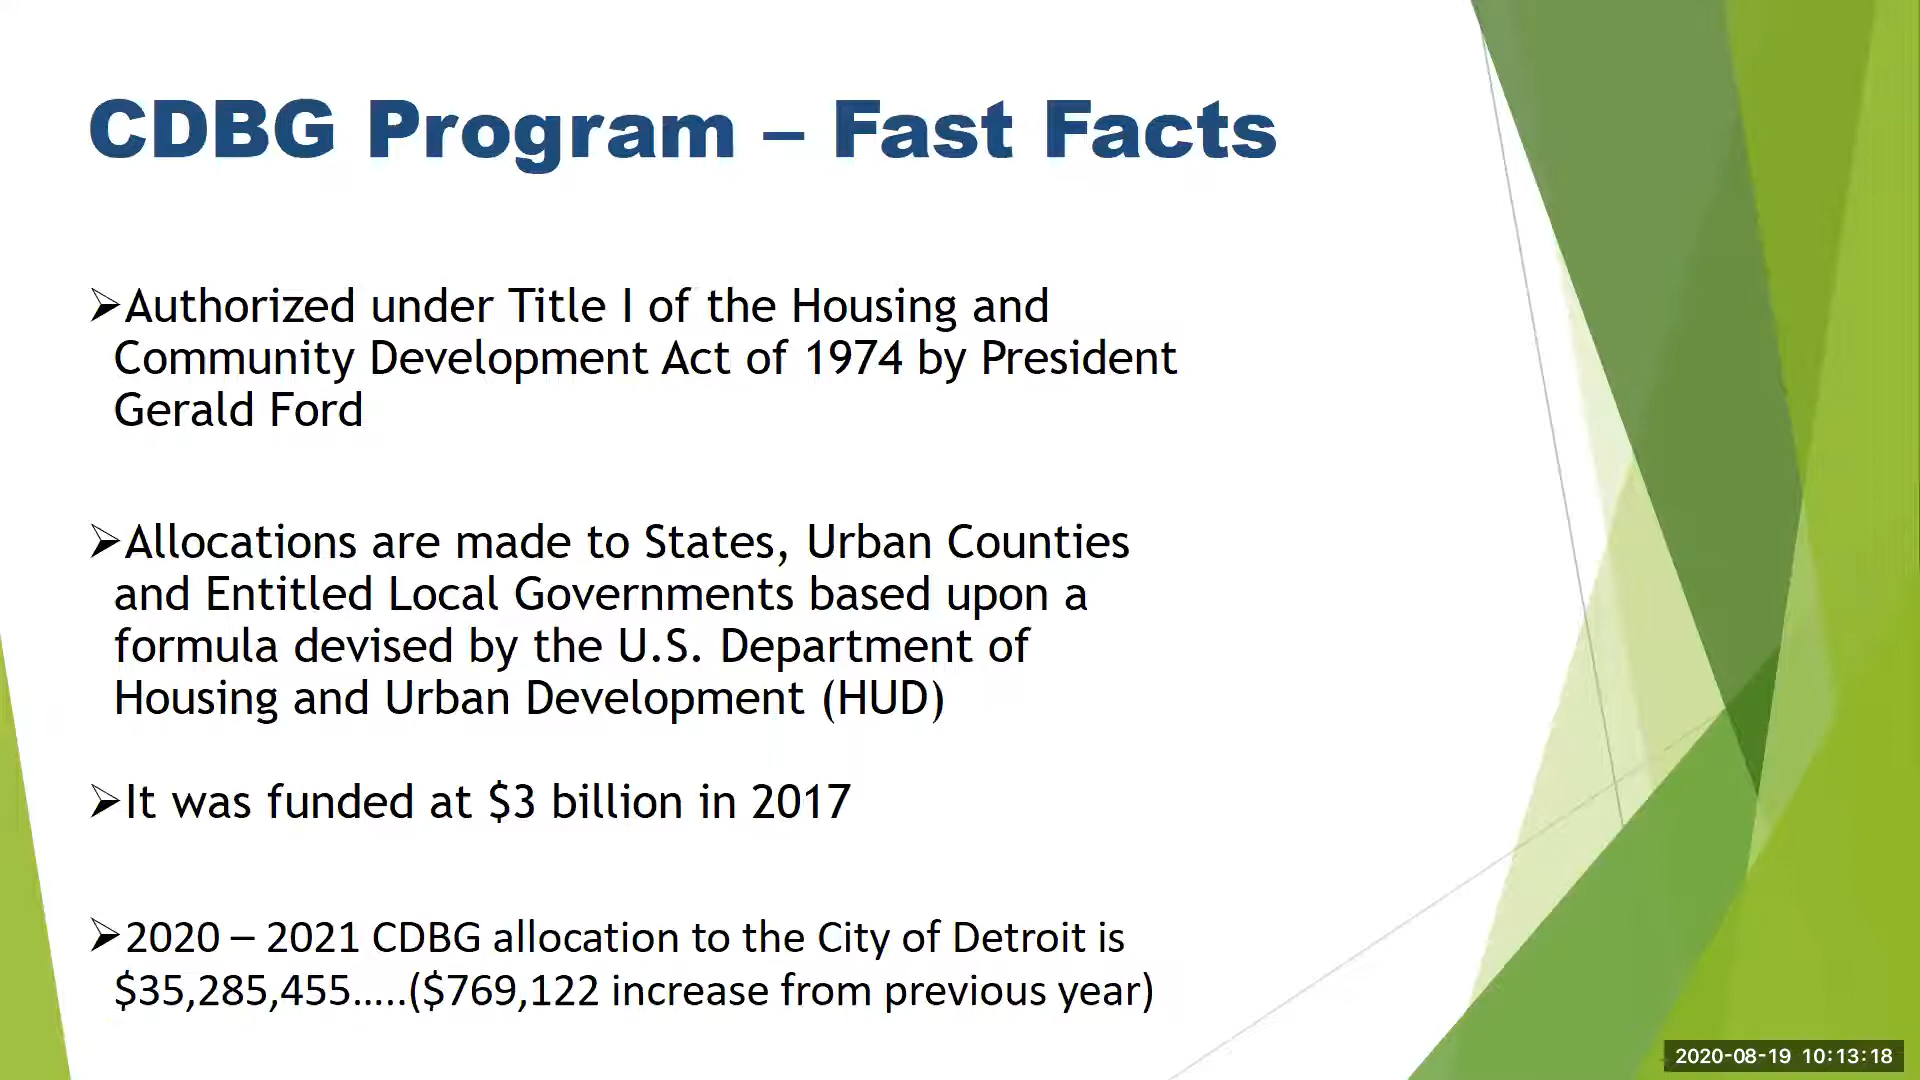 CDBG Program – Fast Facts
➢Authorized under Title I of the Housing and
Community Development Act of 1974 by President
Gerald Ford
➢Allocations are made to States, Urban Counties
and Entitled Local Governments based upon a
formula devised by the U.S. Department of
Housing and Urban Development (HUD)
➢It was funded at $3 billion in 2017
➢2020 – 2021 CDBG allocation to the City of Detroit is
$35,285,455.....($769,122 increase from previous year)
2020-08-19 10:13:18